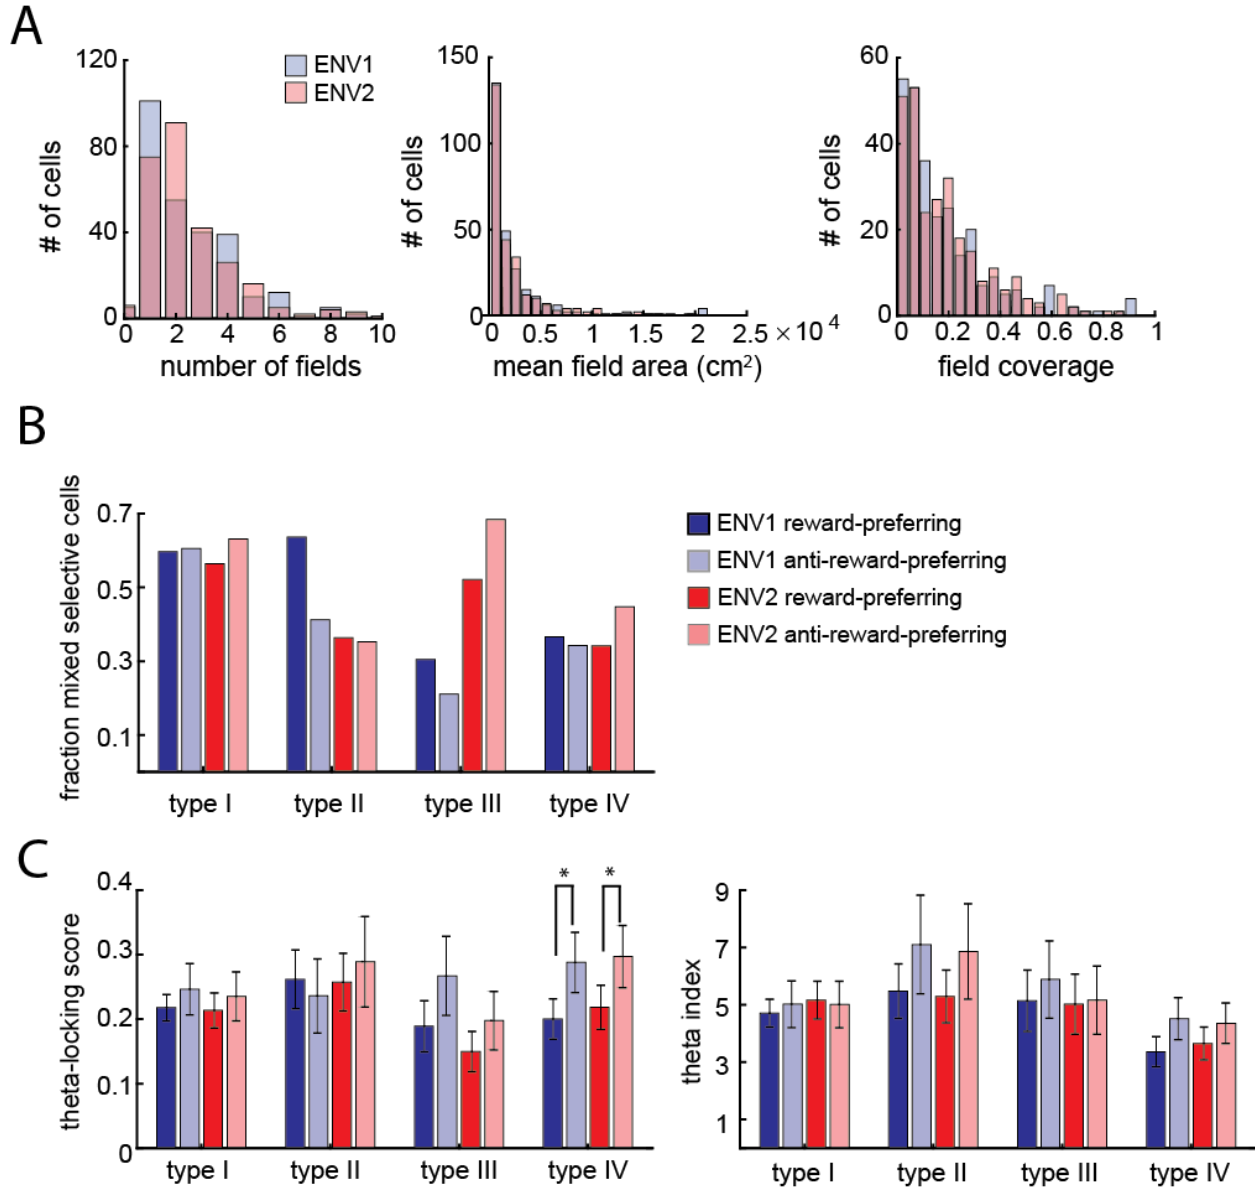 A
120
80
40
0
0 2 4 6 8 10
# of cells
number of fields
ENV1
ENV2
150
100
50
0
0 0.5 1 1.5 2 2.5 × 10⁴
# of cells
mean field area (cm²)
60
40
20
0
0 0.2 0.4 0.6 0.8 1
# of cells
field coverage
B
fraction mixed selective cells
0.7
0.5
0.3
0.1
type I type II type III type IV
ENV1 reward-preferring
ENV1 anti-reward-preferring
ENV2 reward-preferring
ENV2 anti-reward-preferring
C
theta-locking score
0.4
0.3
0.2
0.1
0
* *
type I type II type III type IV
theta index
9
7
5
3
1
type I type II type III type IV